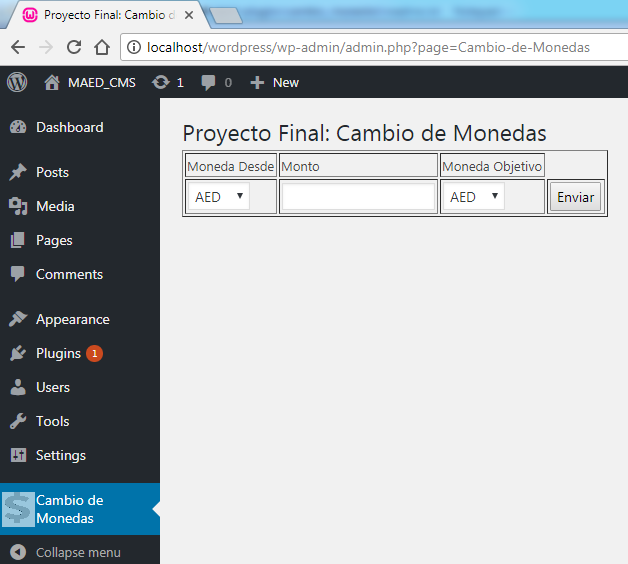 Proyecto Final: Cambio d
localhost/wordpress/wp-admin/admin.php?page=Cambio-de-Monedas
MAED_CMS 1 0 New
Dashboard
Posts
Media
Pages
Comments
Appearance
Plugins 1
Users
Tools
Settings
Cambio de
Monedas
Collapse menu
Proyecto Final: Cambio de Monedas
Moneda Desde Monto Moneda Objetivo
AED AED Enviar